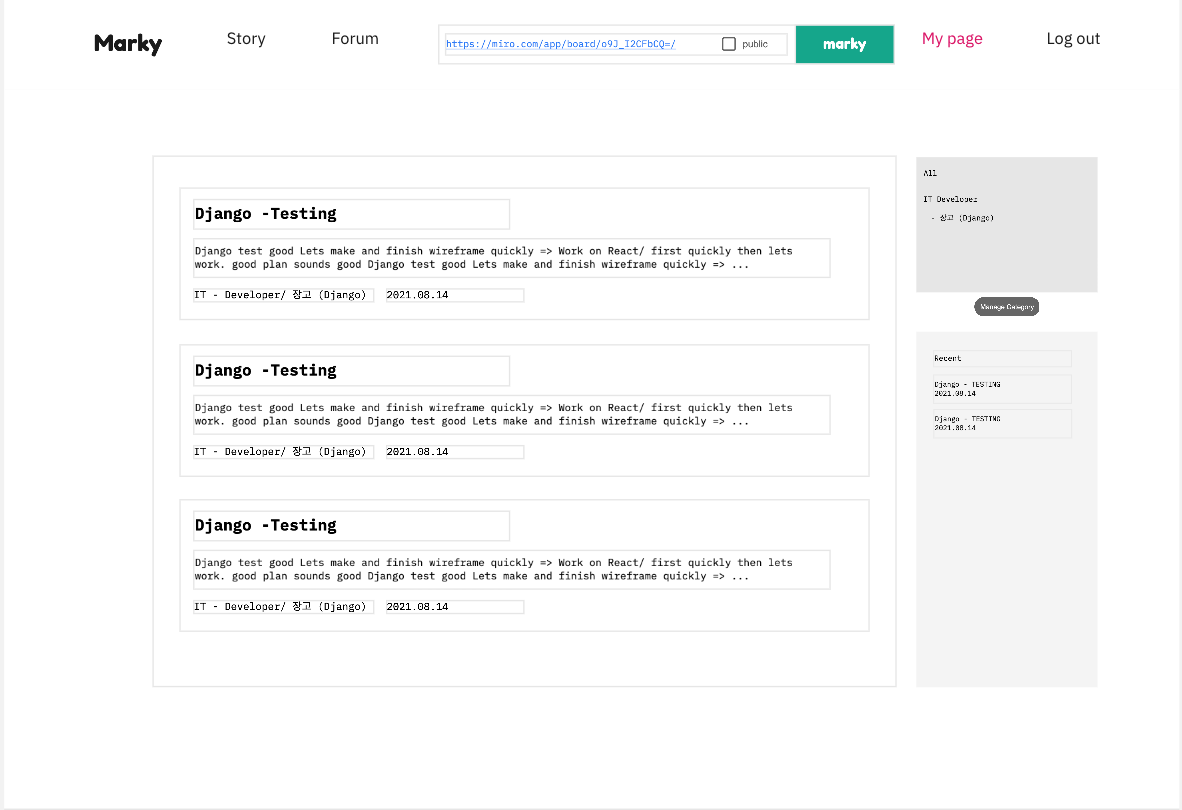 Marky
Story
Forum
https://miro.com/app/board/o9J_I2CFbCQ=/
public
marky
My page
Log out
Django -Testing
Django test good Lets make and finish wireframe quickly => Work on React/ first quickly then lets
work. good plan sounds good Django test good Lets make and finish wireframe quickly => ...
IT - Developer/ 장고 (Django)
2021.08.14
Django -Testing
Django test good Lets make and finish wireframe quickly => Work on React/ first quickly then lets
work. good plan sounds good Django test good Lets make and finish wireframe quickly => ...
IT - Developer/ 장고 (Django)
2021.08.14
Django -Testing
Django test good Lets make and finish wireframe quickly => Work on React/ first quickly then lets
work. good plan sounds good Django test good Lets make and finish wireframe quickly => ...
IT - Developer/ 장고 (Django)
2021.08.14
All
IT Developer
- 장고 (Django)
Manage Category
Recent
Django - TESTING
2021.08.14
Django - TESTING
2021.08.14